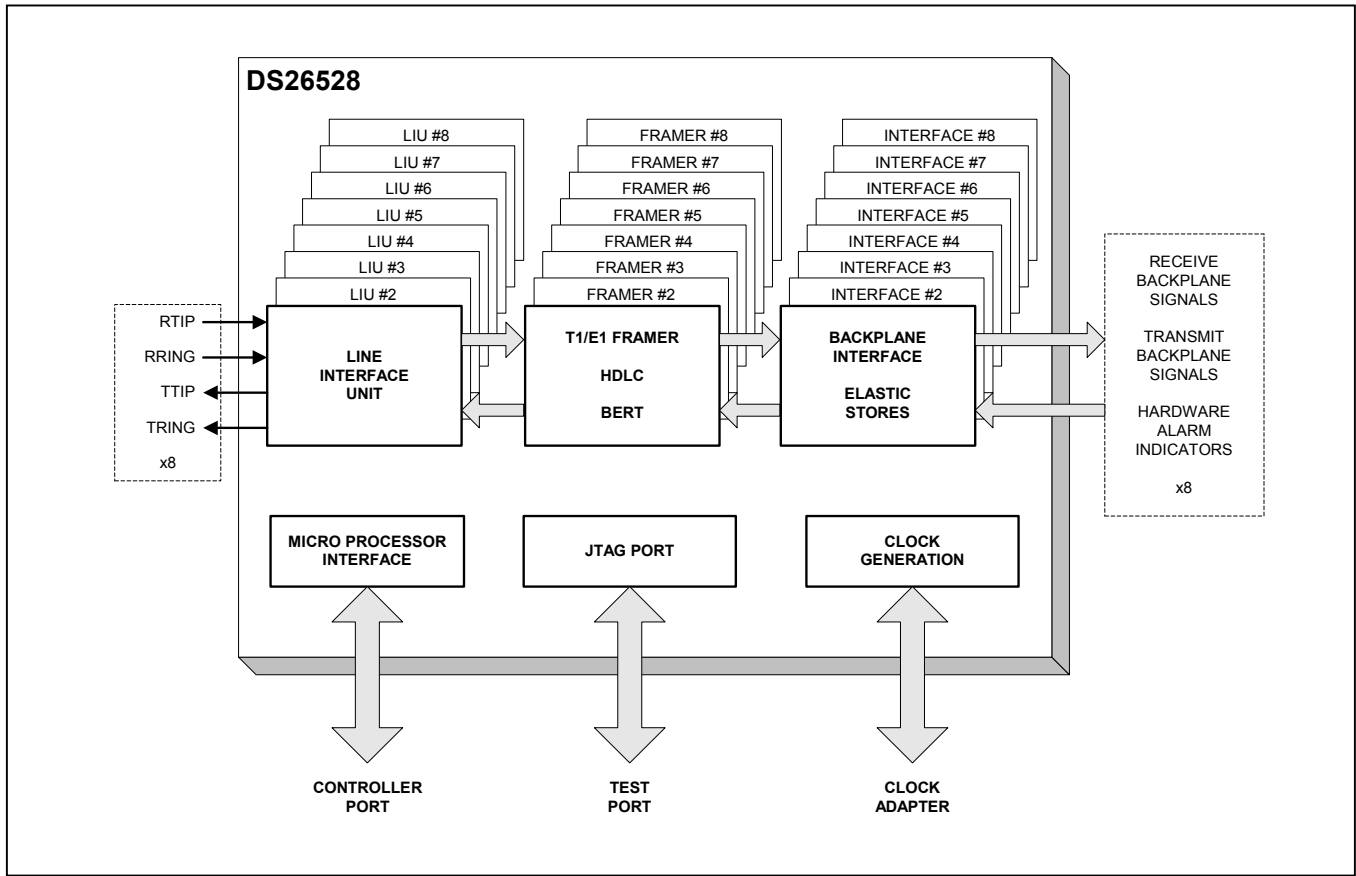 DS26528
LIU #8
LIU #7
LIU #6
LIU #5
LIU #4
LIU #3
LIU #2
LINE
INTERFACE
UNIT
FRAMER #8
FRAMER #7
FRAMER #6
FRAMER #5
FRAMER #4
FRAMER #3
FRAMER #2
T1/E1 FRAMER
HDLC
BERT
INTERFACE #8
INTERFACE #7
INTERFACE #6
INTERFACE #5
INTERFACE #4
INTERFACE #3
INTERFACE #2
BACKPLANE
INTERFACE
ELASTIC
STORES
RTIP
RRING
TTIP
TRING
x8
RECEIVE
BACKPLANE
SIGNALS
TRANSMIT
BACKPLANE
SIGNALS
HARDWARE
ALARM
INDICATORS
x8
MICRO PROCESSOR
INTERFACE
JTAG PORT
CLOCK
GENERATION
CONTROLLER
PORT
TEST
PORT
CLOCK
ADAPTER